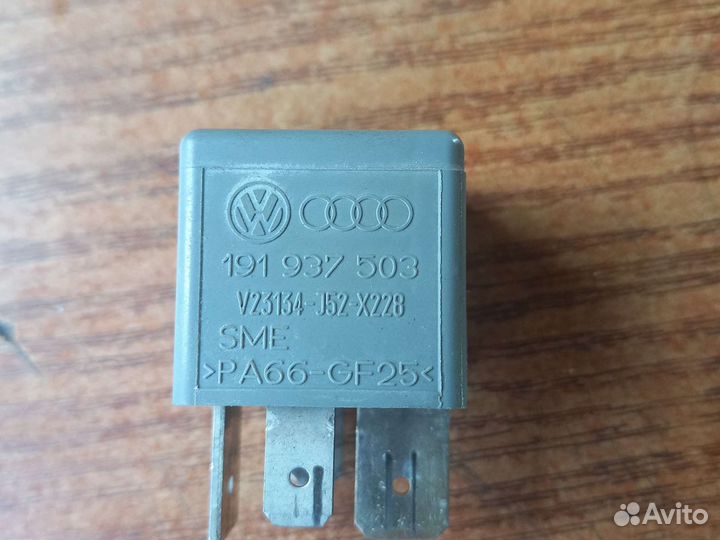 191 937 503
V23134-J52-X228
SME
>PA66-GF25<
Avito